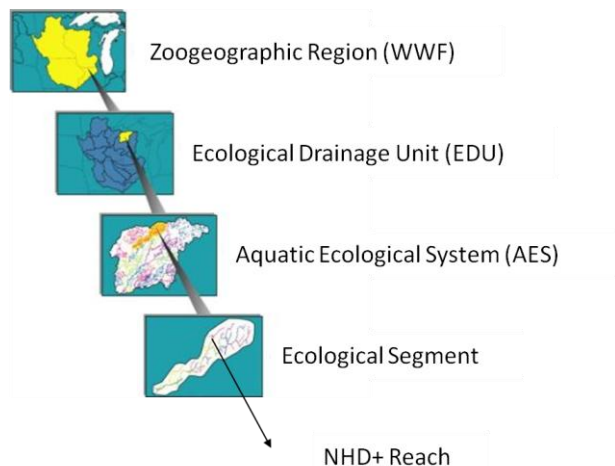 Zoogeographic Region (WWF)
Ecological Drainage Unit (EDU)
Aquatic Ecological System (AES)
Ecological Segment
NHD+ Reach